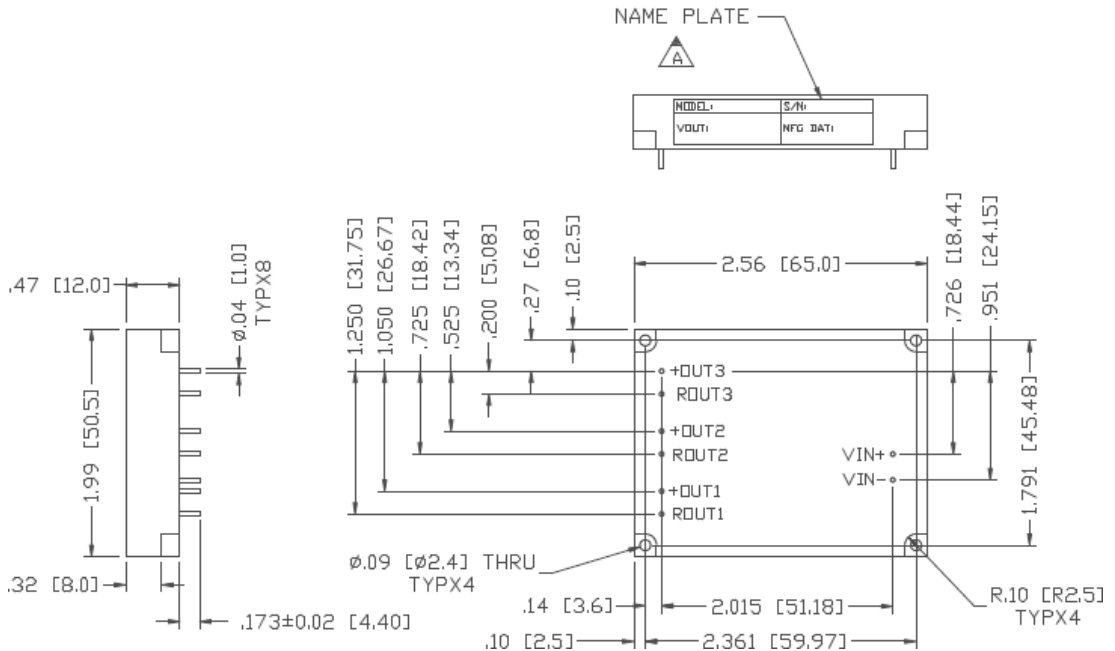 NAME PLATE
A
MODEL:
S/N:
VOUT:
MFG DAT:
1.250 [31.75]
1.050 [26.67]
.725 [18.42]
.525 [13.34]
.200 [5.08]
.27 [6.8]
.10 [2.5]
2.56 [65.0]
.726 [18.44]
.951 [24.15]
.47 [12.0]
ø.04 [1.0]
TYPX8
1.99 [50.5]
+OUT3
ROUT3
+OUT2
ROUT2
+OUT1
ROUT1
VIN+
VIN-
1.791 [45.48]
ø.09 [ø2.4] THRU
TYPX4
.32 [8.0]
.173±0.02 [4.40]
.14 [3.6]
2.015 [51.18]
R.10 [R2.5]
TYPX4
.10 [2.5]
2.361 [59.97]